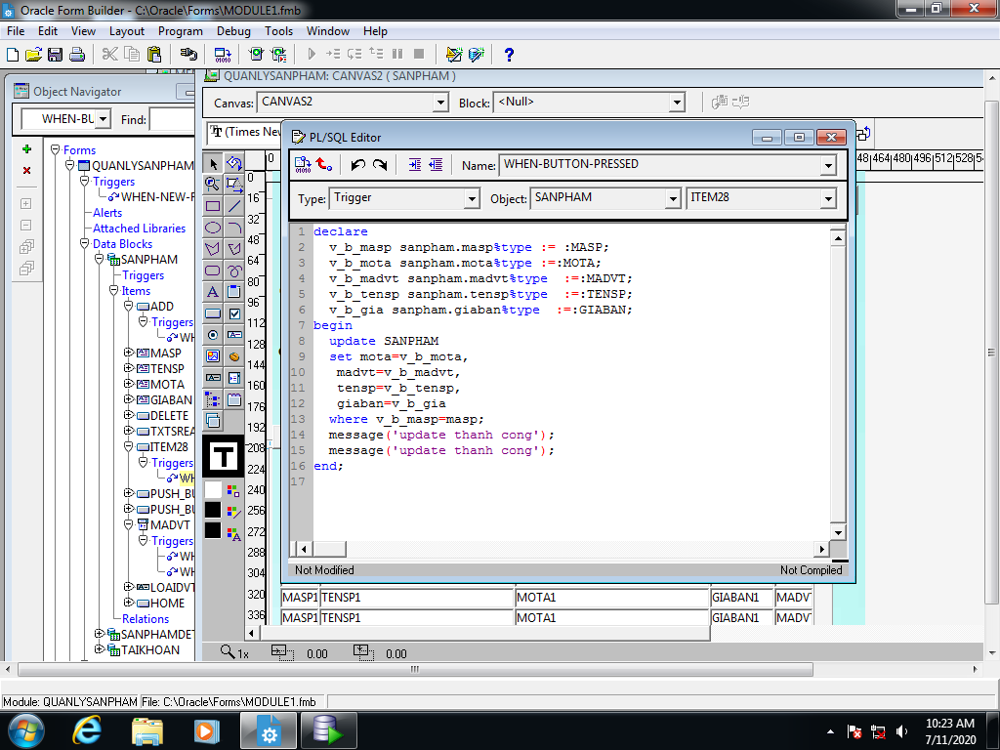 Oracle Form Builder - C:\Oracle\Forms\MODULE1.fmb
File Edit View Layout Program Debug Tools Window Help
QUANLYSANPHAM: CANVAS2 ( SANPHAM )
Object Navigator
Canvas: CANVAS2 Block: <Null>
WHEN-BU Find:
(Times New
PL/SQL Editor
Name: WHEN-BUTTON-PRESSED
Type: Trigger Object: SANPHAM ITEM28
Forms
QUANLYSANPHAM
Triggers
WHEN-NEW-F
Alerts
Attached Libraries
Data Blocks
SANPHAM
Triggers
Items
ADD
Triggers
WH
MASP
TENSP
MOTA
GIABAN
DELETE
TXTSREA
ITEM28
Triggers
WH
PUSH_BU
PUSH_BU
MADVT
Triggers
WH
WH
LOAIDVT
HOME
Relations
SANPHAMDET
TAIKHOAN
0
48 464 480 496 512 528 54
0
16
32
48
64
80
96
112
128
144
160
176
192
208
224
240
256
272
288
304
320
336
1 declare
2 v_b_masp sanpham.masp%type := :MASP;
3 v_b_mota sanpham.mota%type :=:MOTA;
4 v_b_madvt sanpham.madvt%type :=:MADVT;
5 v_b_tensp sanpham.tensp%type :=:TENSP;
6 v_b_gia sanpham.giaban%type :=:GIABAN;
7 begin
8 update SANPHAM
9 set mota=v_b_mota,
10 madvt=v_b_madvt,
11 tensp=v_b_tensp,
12 giaban=v_b_gia
13 where v_b_masp=masp;
14 message('update thanh cong');
15 message('update thanh cong');
16 end;
17
Not Modified Not Compiled
MASP1 TENSP1 MOTA1 GIABAN1 MADV
MASP1 TENSP1 MOTA1 GIABAN1 MADV
1x 0.00 0.00
Module: QUANLYSANPHAM File: C:\Oracle\Forms\MODULE1.fmb
10:23 AM
7/11/2020